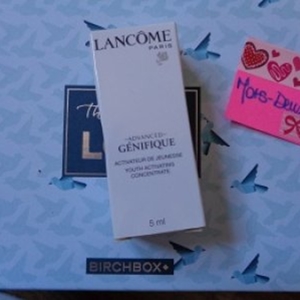 LANCÔME
PARIS
ADVANCED
GÉNIFIQUE
ACTIVATEUR DE JEUNESSE
YOUTH ACTIVATING
CONCENTRATE
5 ml
BIRCHBOX